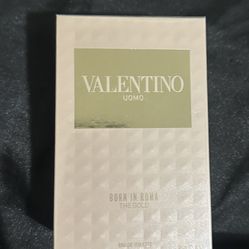 VALENTINO
UOMO
BORN IN ROMA
THE GOLD
EAU DE TOILETTE